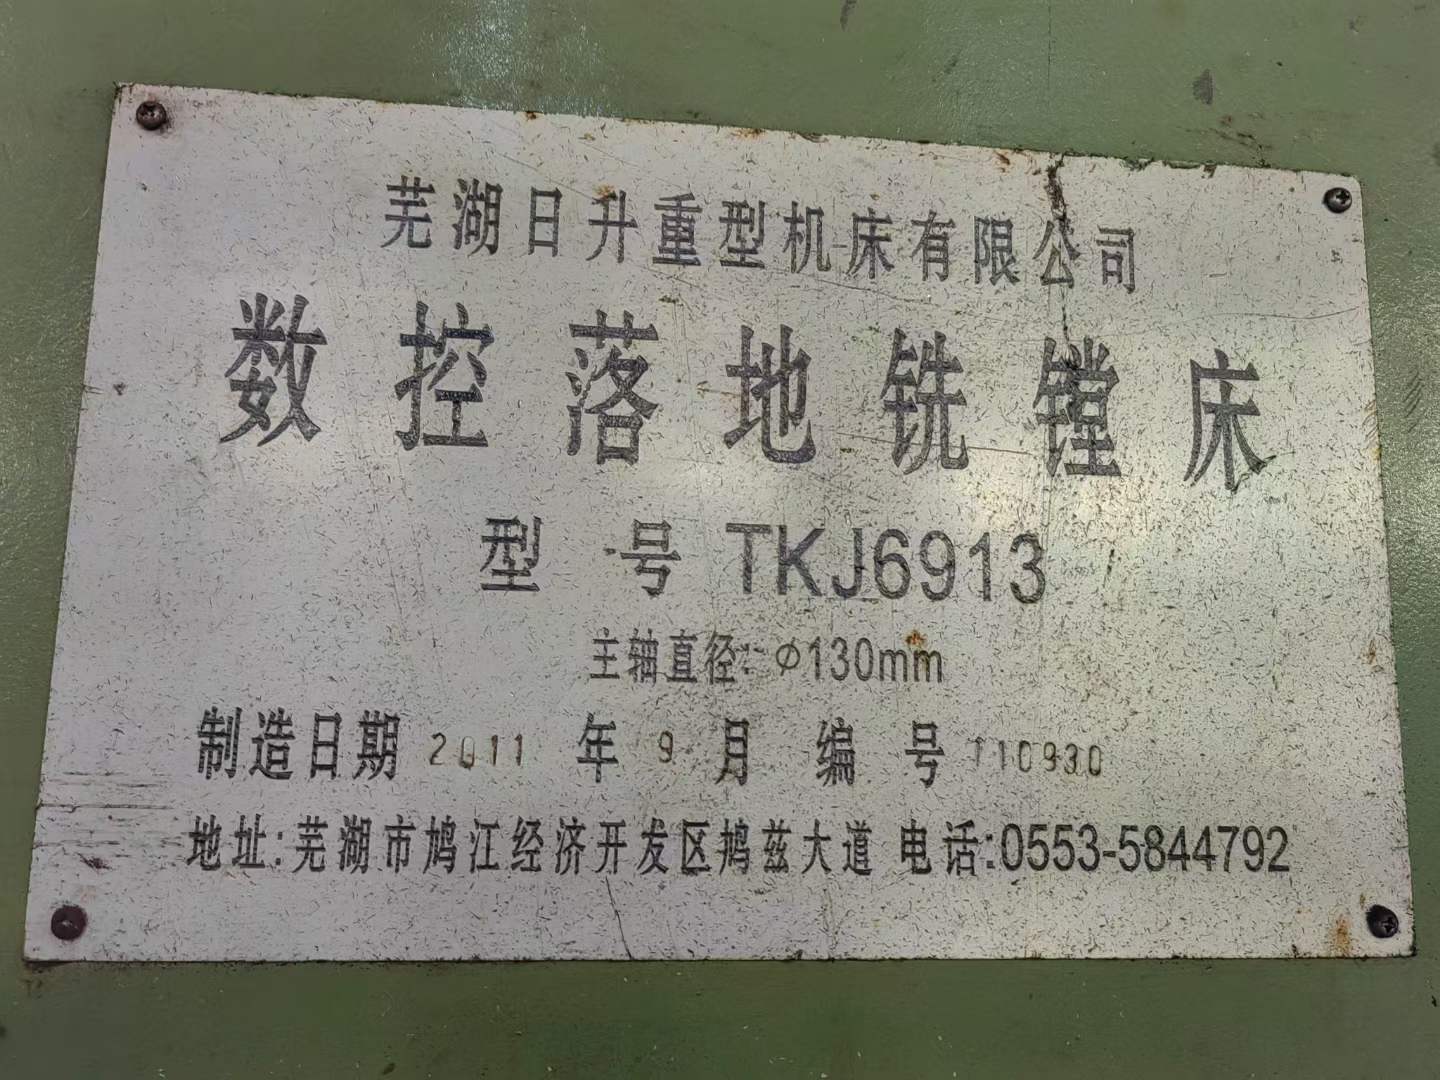 芜湖日升重型机床有限公司
数控落地铣镗床
型号 TKJ6913
主轴直径: φ130mm
制造日期 2011 年 9 月 编号 110930
地址:芜湖市鸠江经济开发区鸠兹大道 电话:0553-5844792